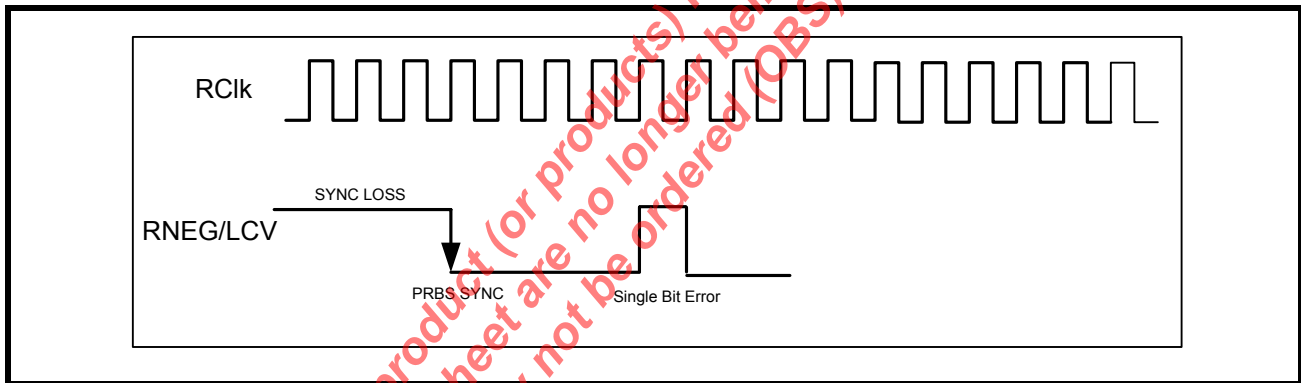 RClk
SYNC LOSS
RNEG/LCV
PRBS SYNC
Single Bit Error
product (or products)
sheet are no longer
not be ordered (OBS)